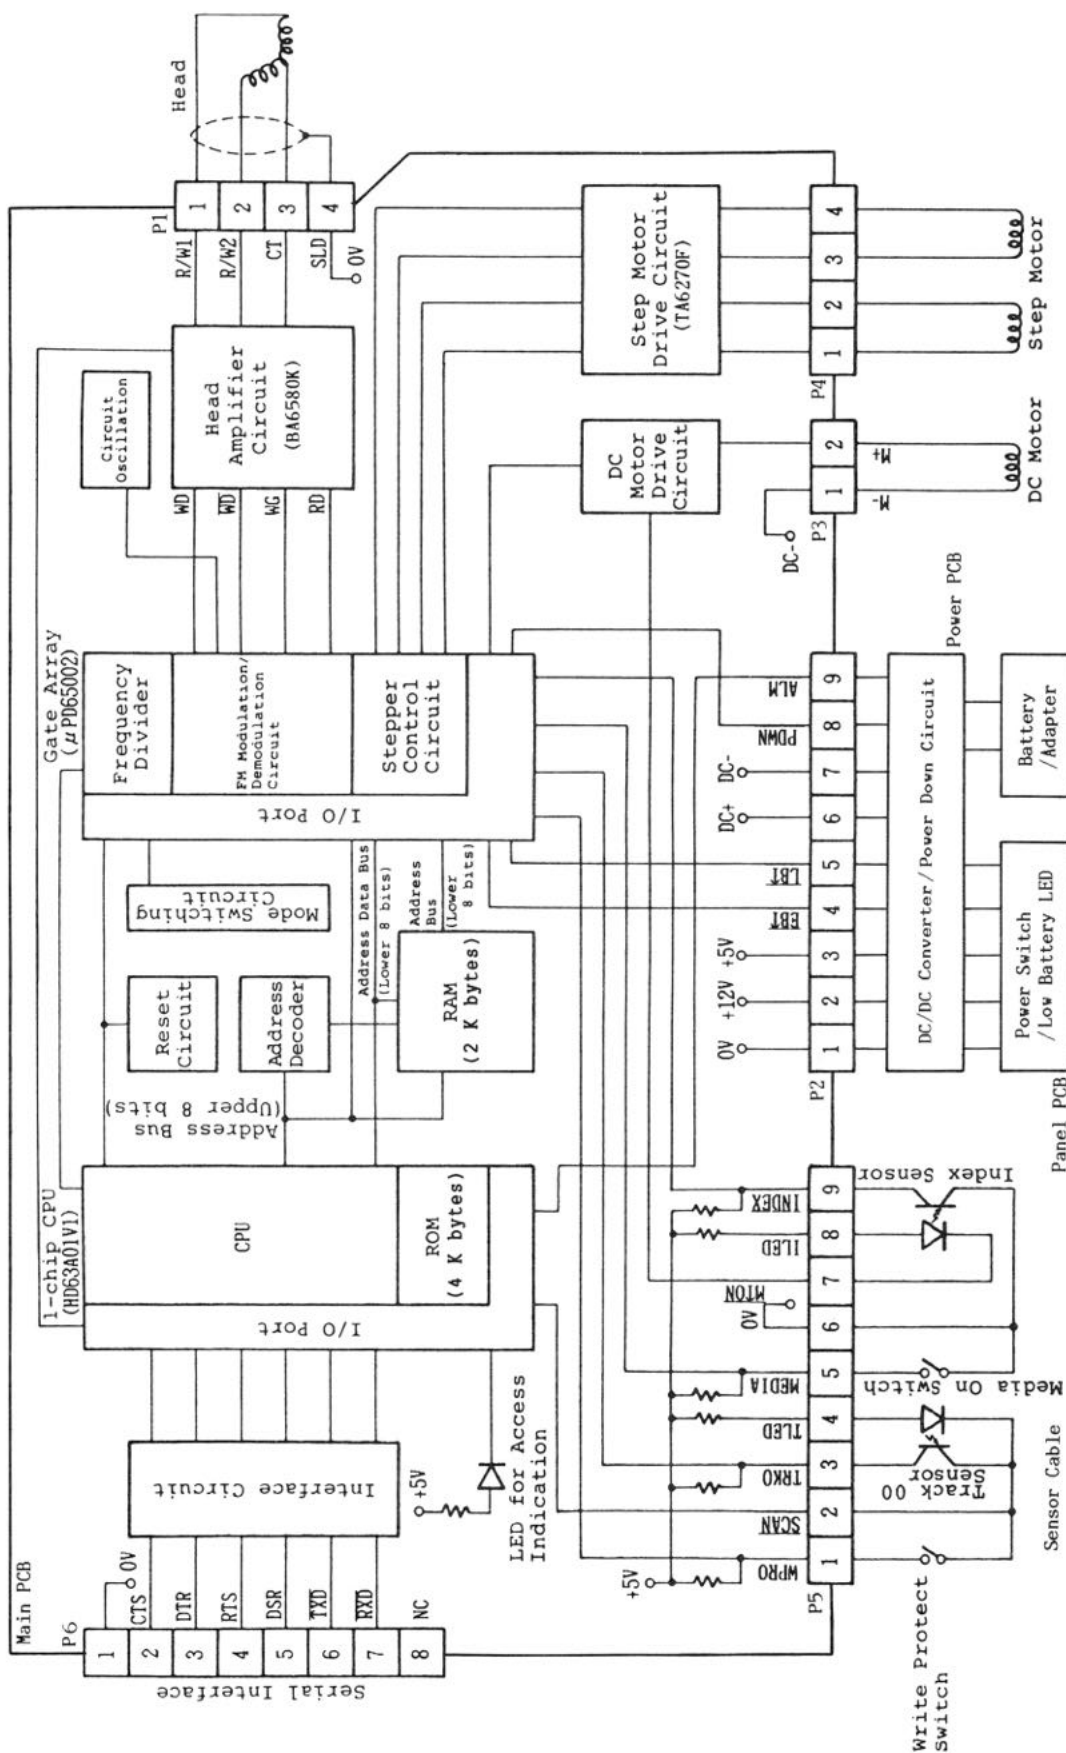 Main PCB
P6
1
2
3
4
5
6
7
8
0V
CTS
DTR
RTS
DSR
TXD
RXD
NC
Serial Interface
Interface Circuit
+5V
LED for Access
Indication
1-chip CPU
(HD63A01V1)
I/O Port
CPU
ROM
(4 K bytes)
Address Bus
(Upper 8 bits)
Reset
Circuit
Address
Decoder
RAM
(2 K bytes)
Mode Switching
Circuit
Address Data Bus
(Lower 8 bits)
Address
Bus
(Lower
8 bits)
Gate Array
(μPD65002)
I/O Port
Frequency
Divider
FM Modulation/
Demodulation
Circuit
Stepper
Control
Circuit
Circuit
Oscillation
WD
WD
WG
RD
Head
Amplifier
Circuit
(BA6580K)
R/W1
R/W2
CT
SLD
0V
P1
1
2
3
4
Head
Step Motor
Drive Circuit
(TA6270F)
P4
1
2
3
4
Step Motor
DC
Motor
Drive
Circuit
DC-
P3
1
2
M-
M+
DC Motor
0V
+12V
+5V
EBT
LBT
DC+
DC-
PDWN
ALM
P2
1
2
3
4
5
6
7
8
9
DC/DC Converter/Power Down Circuit
Power PCB
Power Switch
/Low Battery LED
Battery
/Adapter
Panel PCB
+5V
WPRO
SCAN
TRK0
TLED
MEDIA
0V
MTON
ILED
INDEX
P5
1
2
3
4
5
6
7
8
9
Write Protect
Switch
Track 00
Sensor
Media On Switch
Index Sensor
Sensor Cable